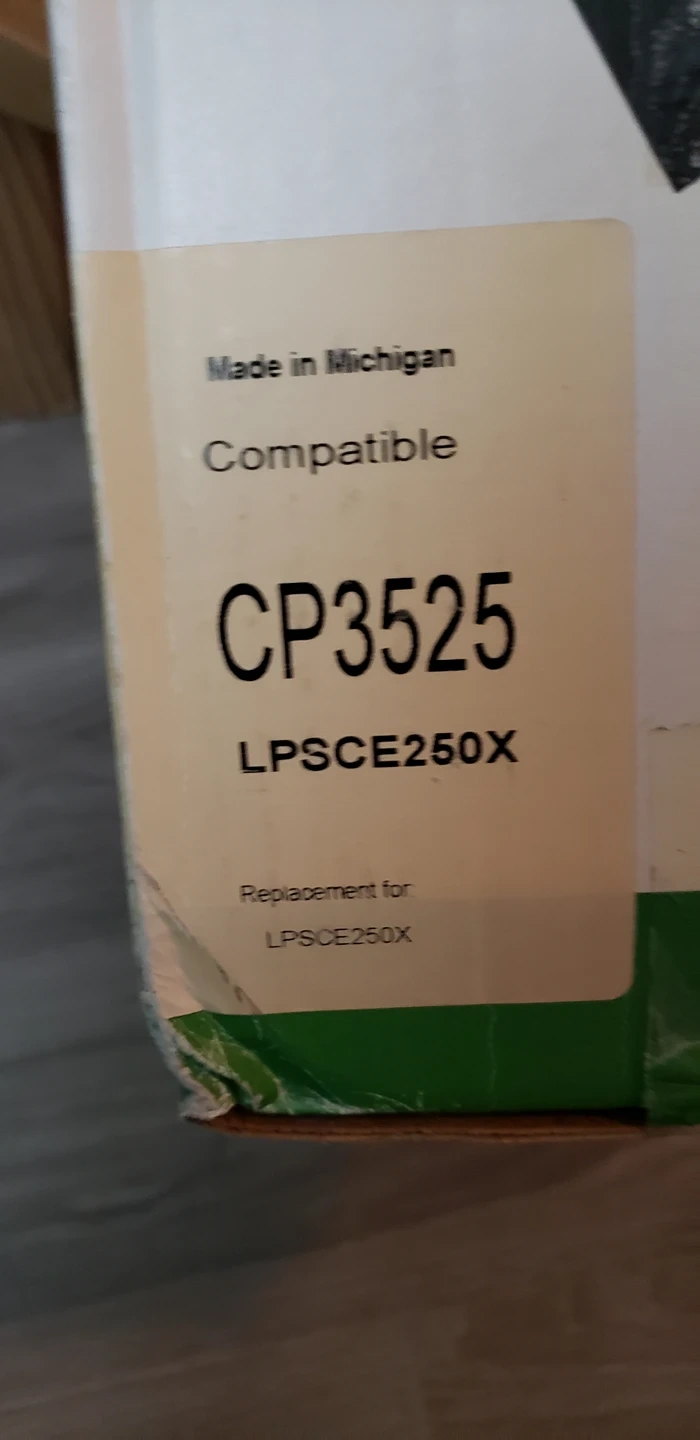 Made in Michigan
Compatible
CP3525
LPSCE250X
Replacement for:
LPSCE250X